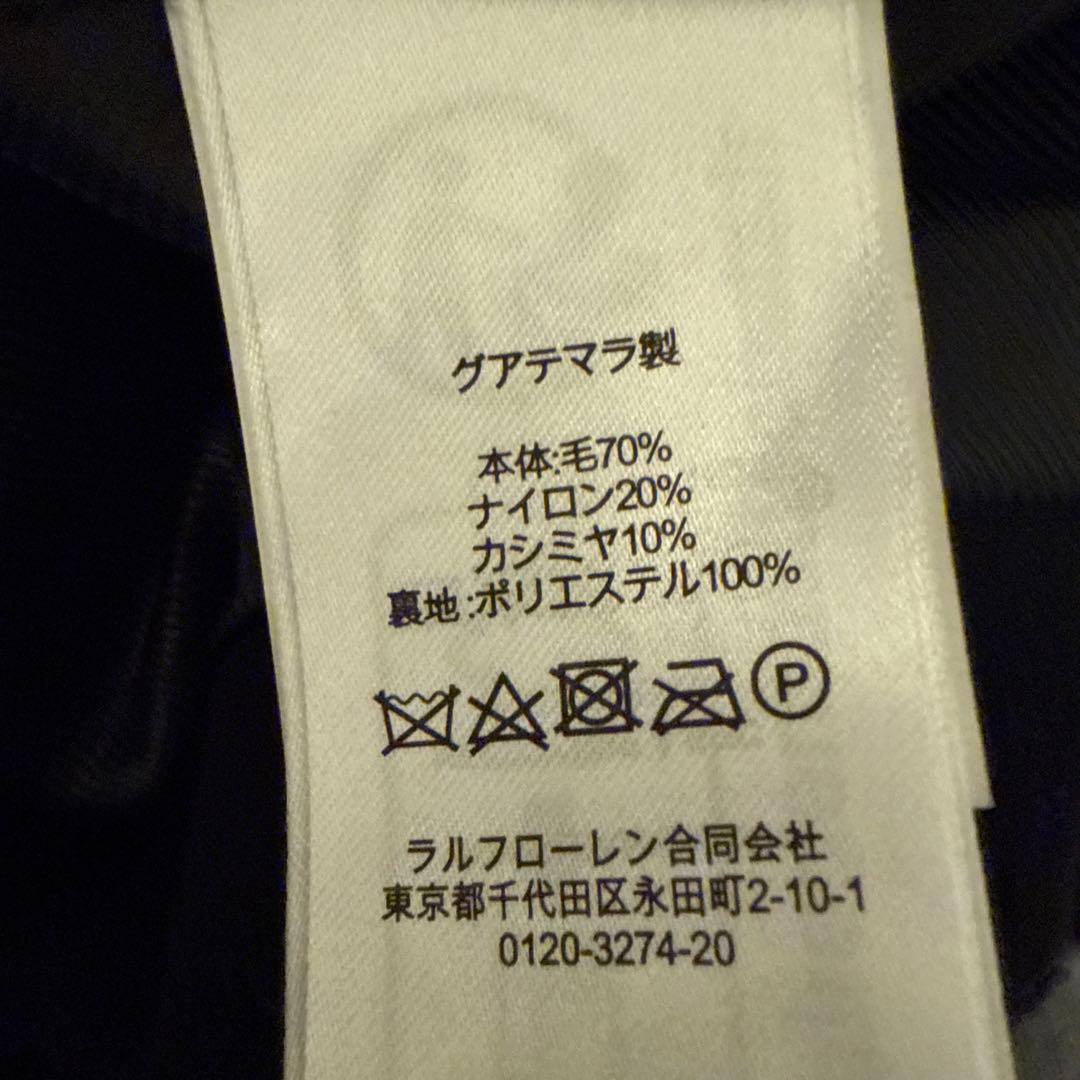 グアテマラ製
本体:毛70%
ナイロン20%
カシミヤ10%
裏地:ポリエステル100%
P
ラルフローレン合同会社
東京都千代田区永田町2-10-1
0120-3274-20